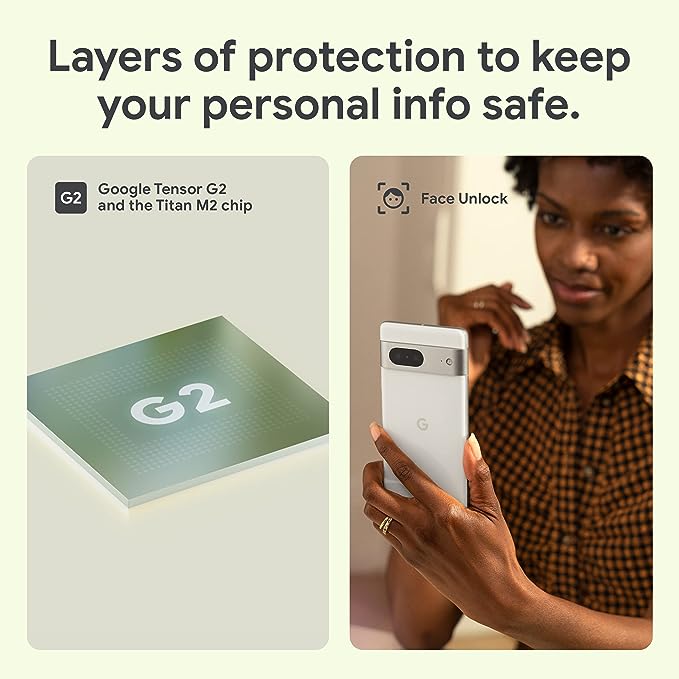 Layers of protection to keep
your personal info safe.
G2
Google Tensor G2
and the Titan M2 chip
Face Unlock
G2
G